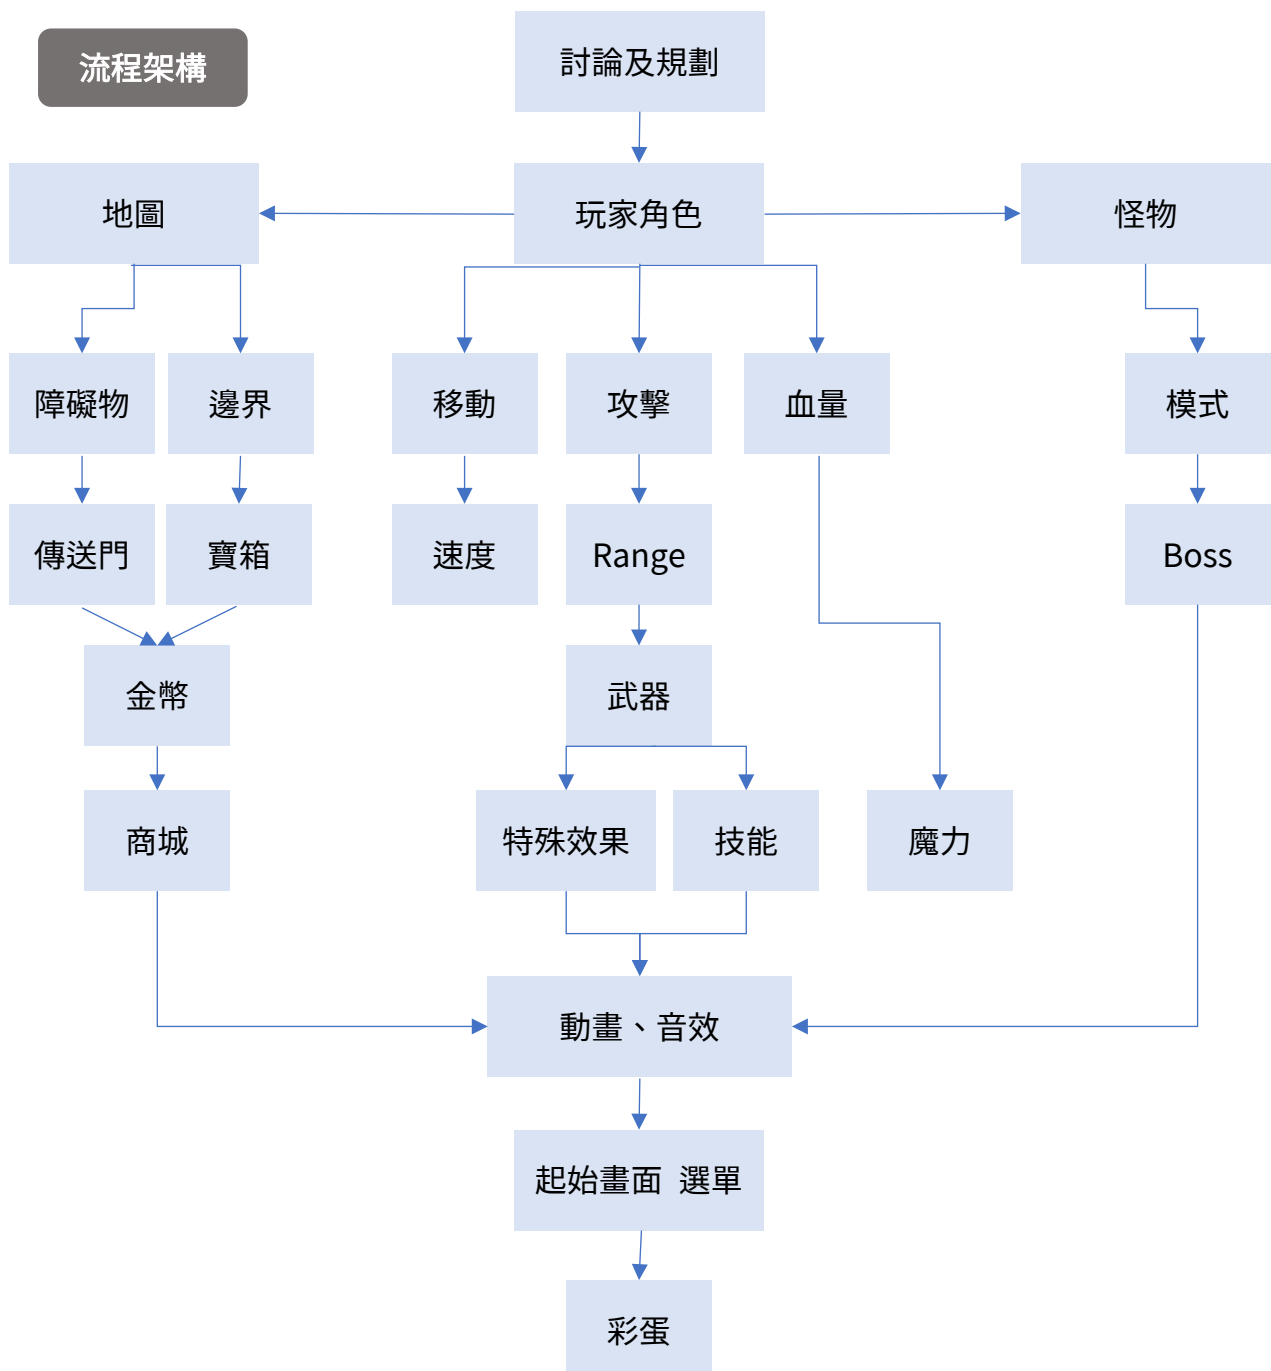 流程架構
討論及規劃
地圖
玩家角色
怪物
障礙物
邊界
移動
攻擊
血量
模式
傳送門
寶箱
速度
Range
Boss
金幣
武器
商城
特殊效果
技能
魔力
動畫、音效
起始畫面 選單
彩蛋